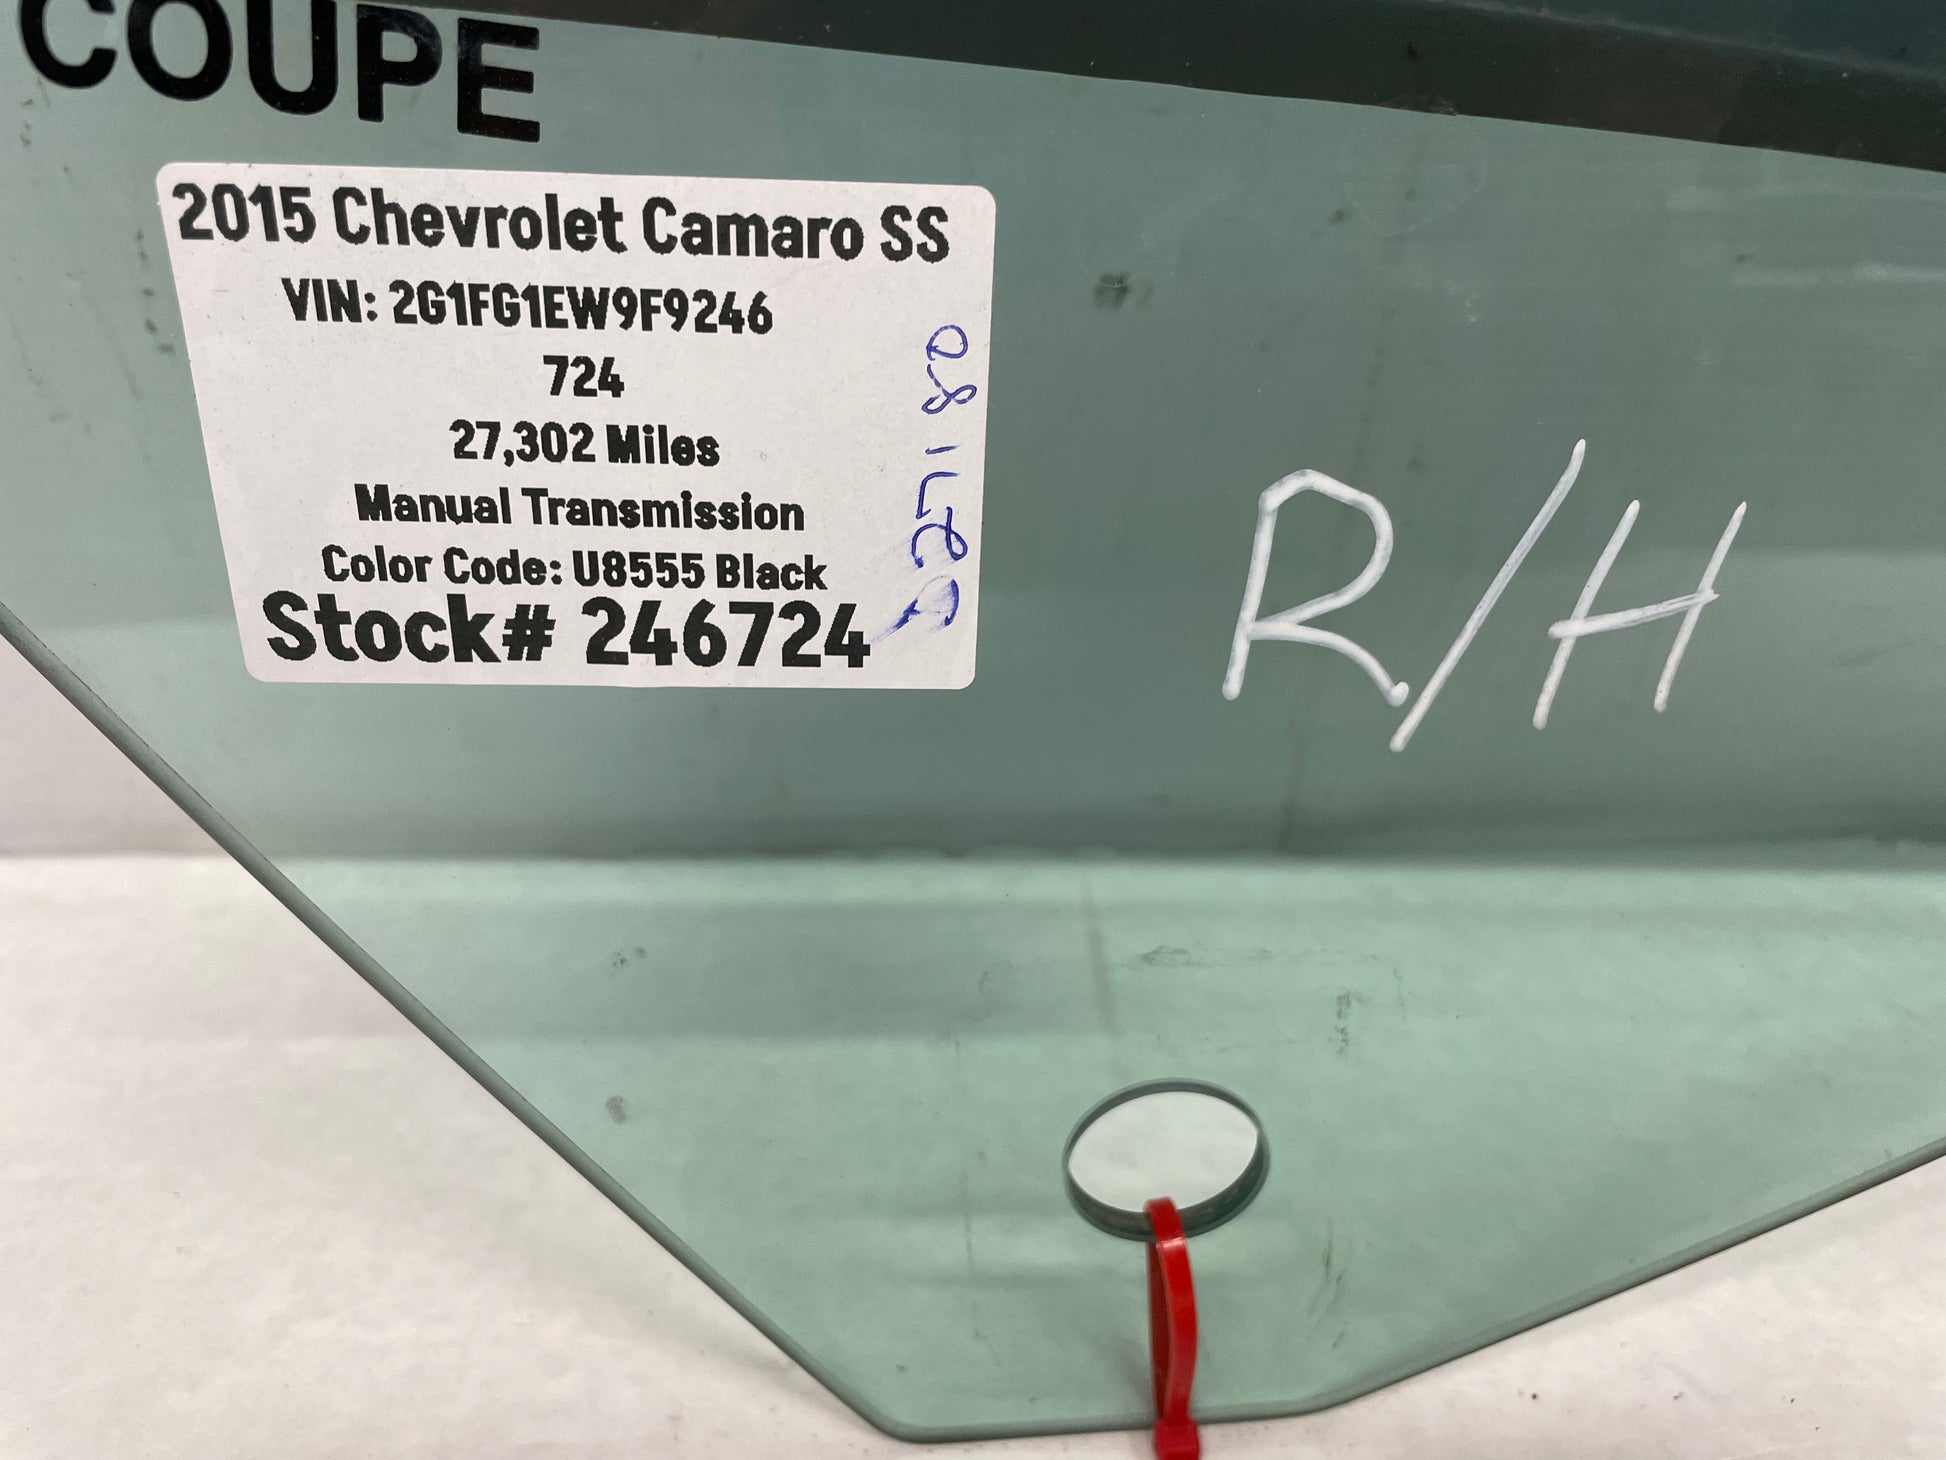 COUPE
2015 Chevrolet Camaro SS
VIN: 2G1FG1EW9F9246
724
27,302 Miles
Manual Transmission
Color Code: U8555 Black
Stock# 246724
R/H